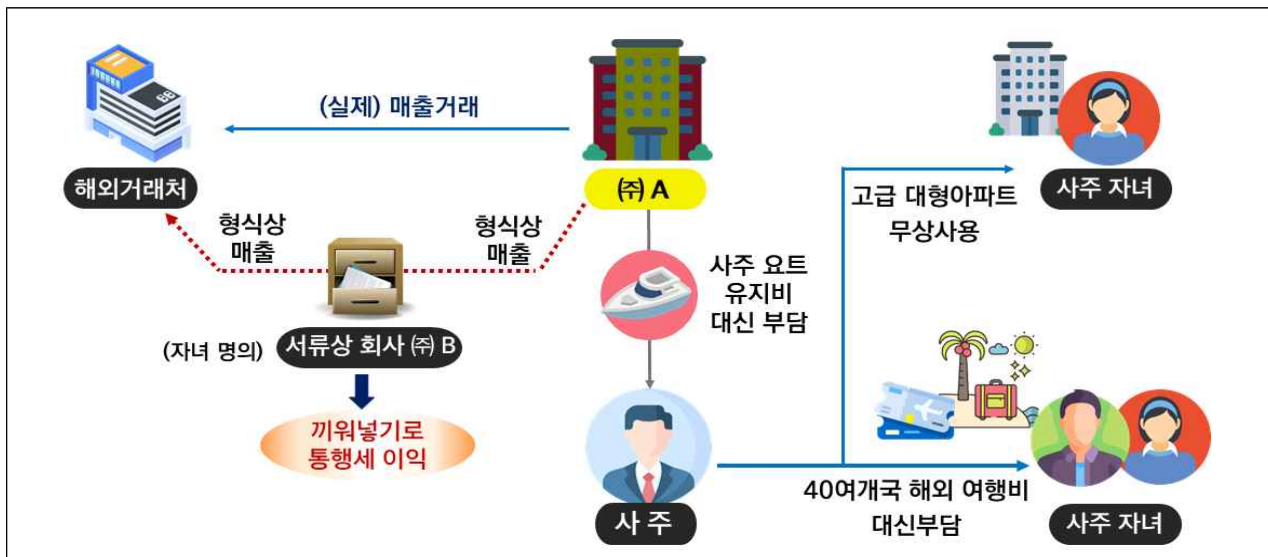 (실제) 매출거래
해외거래처
㈜ A
사주 자녀
고급 대형아파트
무상사용
형식상
매출
형식상
매출
사주 요트
유지비
대신 부담
(자녀 명의)
서류상 회사 ㈜ B
끼워넣기로
통행세 이익
사 주
40여개국 해외 여행비
대신부담
사주 자녀